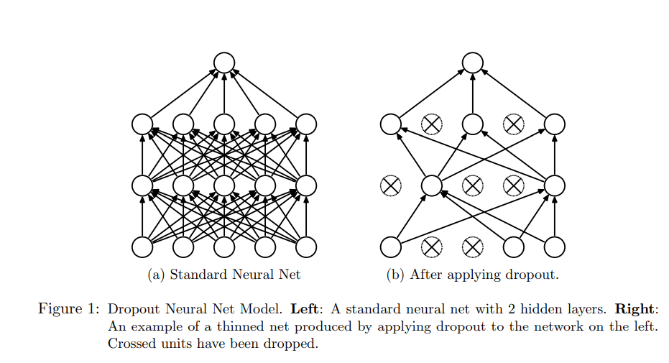 (a) Standard Neural Net
(b) After applying dropout.
Figure 1: Dropout Neural Net Model. Left: A standard neural net with 2 hidden layers. Right:
An example of a thinned net produced by applying dropout to the network on the left.
Crossed units have been dropped.